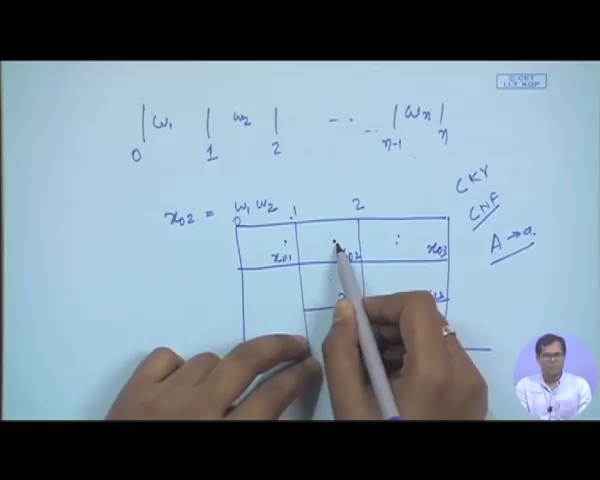 © CET
I.I.T. KGP
| w₁ | w₂ | - · ... | wₙ |
0 1 2 n-1 n
CKY
CNF
A → a.
x₀₂ = w₁ w₂
0 1 2
x₀₁ x₀₂ x₀₃